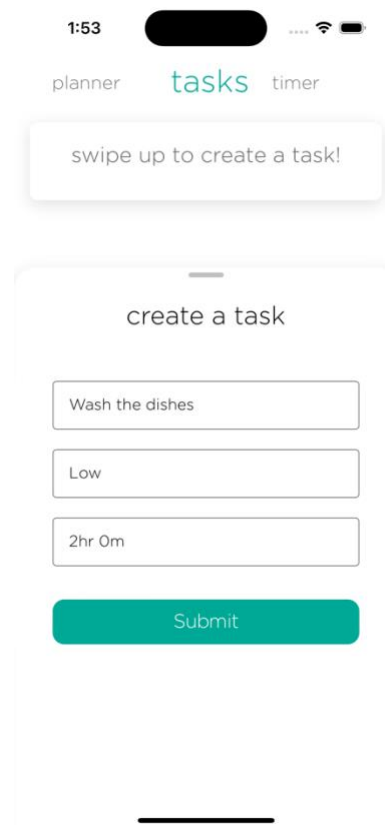 1:53
planner tasks timer
swipe up to create a task!
create a task
Wash the dishes
Low
2hr 0m
Submit